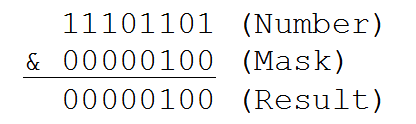 11101101 (Number)
& 00000100 (Mask)
00000100 (Result)